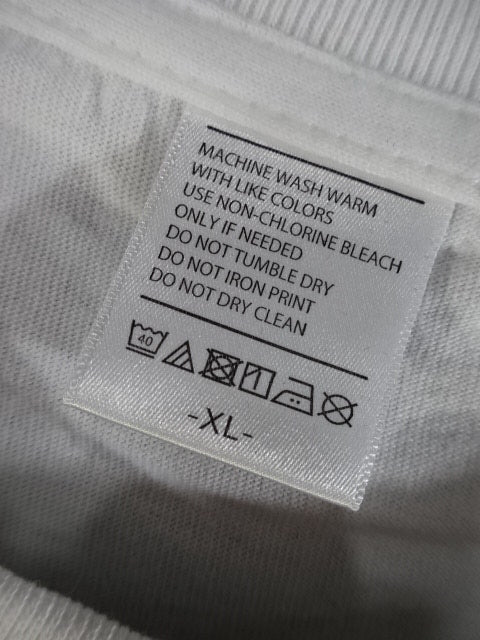 MACHINE WASH WARM
WITH LIKE COLORS
USE NON-CHLORINE BLEACH
ONLY IF NEEDED
DO NOT TUMBLE DRY
DO NOT IRON PRINT
DO NOT DRY CLEAN
40
-XL-